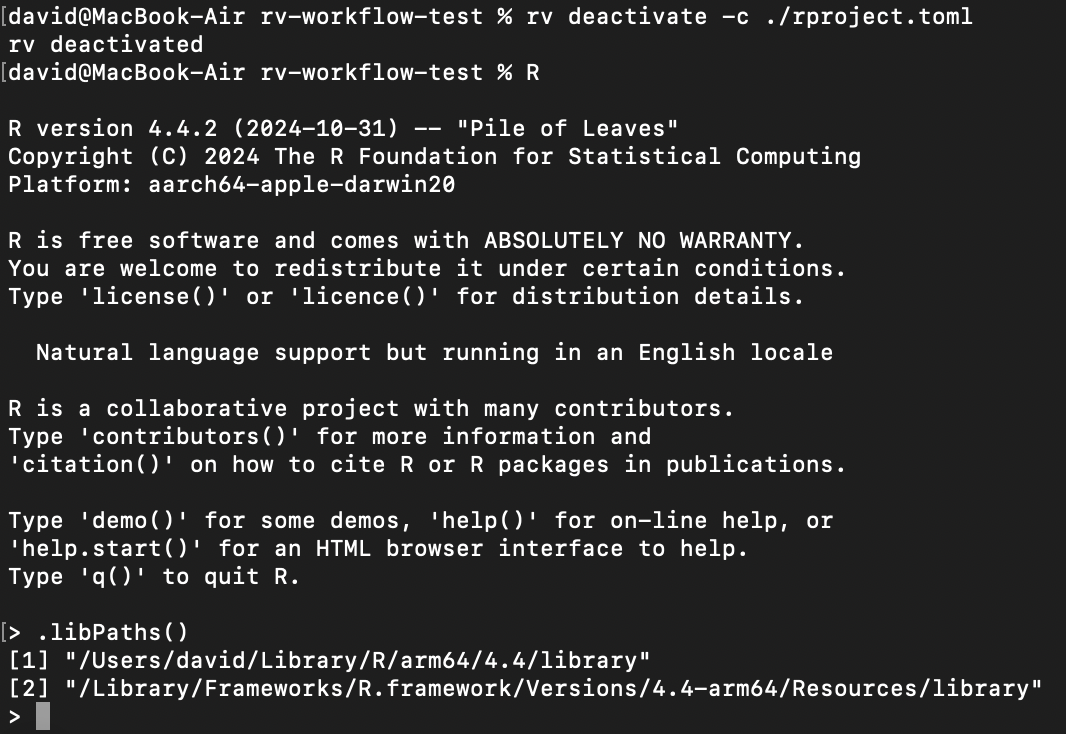 [david@MacBook-Air rv-workflow-test % rv deactivate -c ./rproject.toml
rv deactivated
[david@MacBook-Air rv-workflow-test % R
R version 4.4.2 (2024-10-31) -- "Pile of Leaves"
Copyright (C) 2024 The R Foundation for Statistical Computing
Platform: aarch64-apple-darwin20
R is free software and comes with ABSOLUTELY NO WARRANTY.
You are welcome to redistribute it under certain conditions.
Type 'license()' or 'licence()' for distribution details.
Natural language support but running in an English locale
R is a collaborative project with many contributors.
Type 'contributors()' for more information and
'citation()' on how to cite R or R packages in publications.
Type 'demo()' for some demos, 'help()' for on-line help, or
'help.start()' for an HTML browser interface to help.
Type 'q()' to quit R.
[> .libPaths()
[1] "/Users/david/Library/R/arm64/4.4/library"
[2] "/Library/Frameworks/R.framework/Versions/4.4-arm64/Resources/library"
>